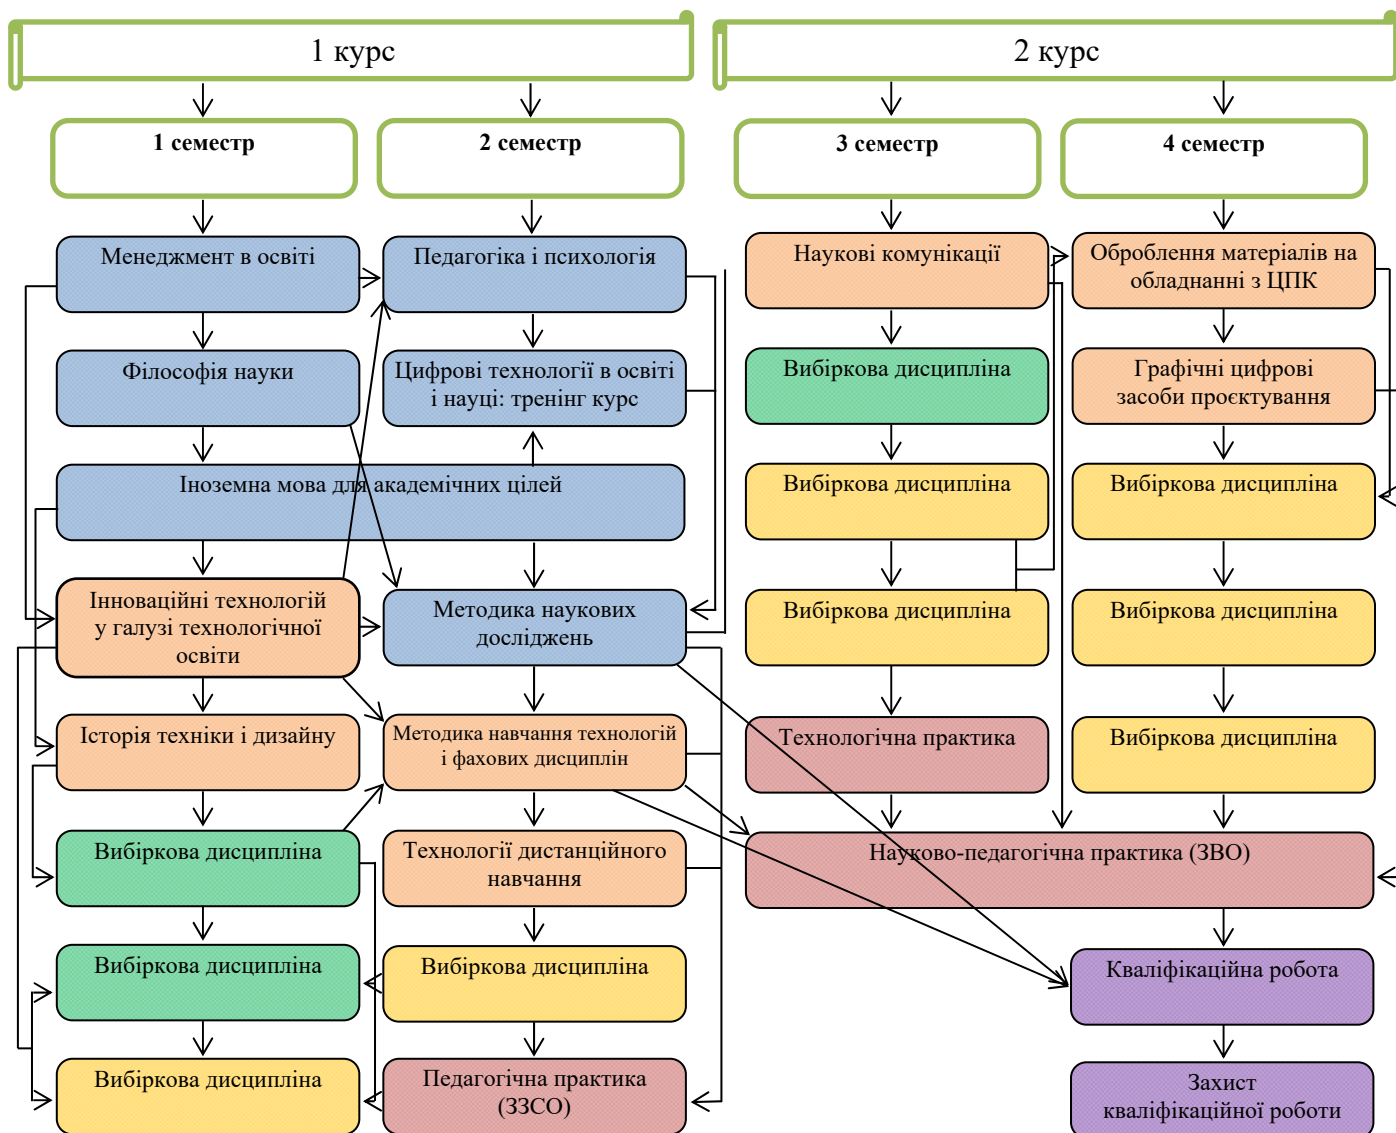 1 курс
2 курс
1 семестр
2 семестр
3 семестр
4 семестр
Менеджмент в освіті
Філософія науки
Іноземна мова для академічних цілей
Інноваційні технологій
у галузі технологічної
освіти
Історія техніки і дизайну
Вибіркова дисципліна
Вибіркова дисципліна
Вибіркова дисципліна
Педагогіка і психологія
Цифрові технології в освіті
і науці: тренінг курс
Методика наукових
досліджень
Методика навчання технологій
і фахових дисциплін
Технології дистанційного
навчання
Вибіркова дисципліна
Педагогічна практика
(ЗЗСО)
Наукові комунікації
Вибіркова дисципліна
Вибіркова дисципліна
Вибіркова дисципліна
Технологічна практика
Науково-педагогічна практика (ЗВО)
Оброблення матеріалів на
обладнанні з ЦПК
Графічні цифрові
засоби проєктування
Вибіркова дисципліна
Вибіркова дисципліна
Вибіркова дисципліна
Кваліфікаційна робота
Захист
кваліфікаційної роботи